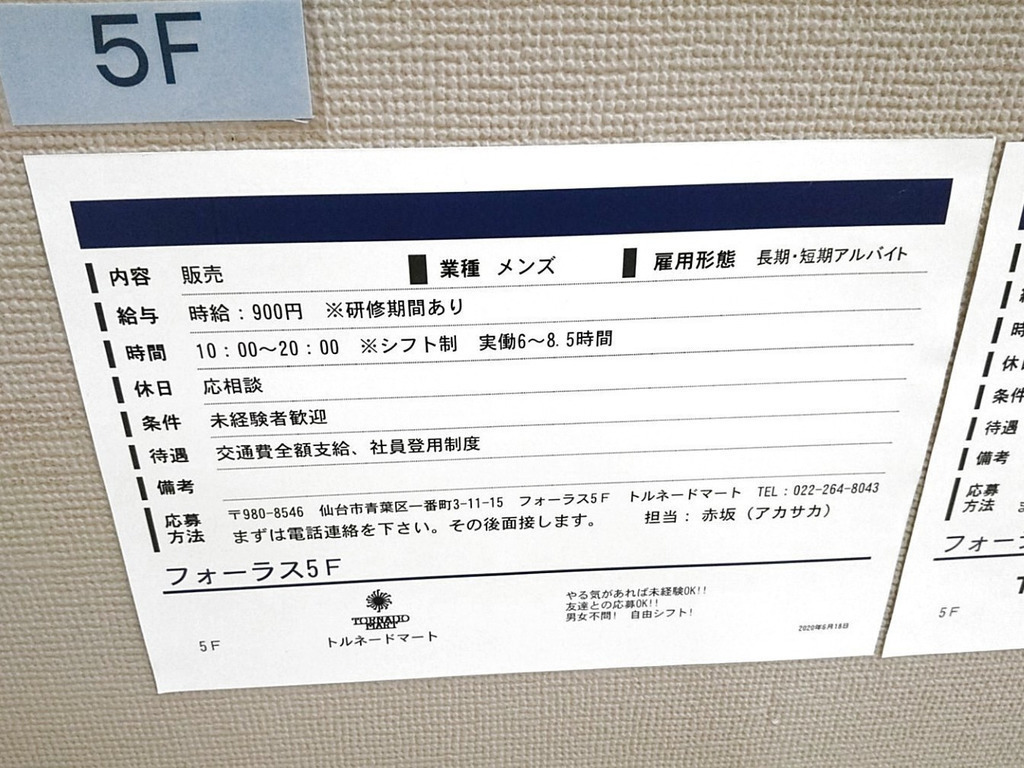 5F
内容 販売 業種 メンズ 雇用形態 長期・短期アルバイト
給与 時給：900円 ※研修期間あり
時間 10：00～20：00 ※シフト制 実働6～8.5時間
休日 応相談
条件 未経験者歓迎
待遇 交通費全額支給、社員登用制度
備考
応募方法 〒980-8546 仙台市青葉区一番町3-11-15 フォーラス5F トルネードマート TEL：022-264-8043
まずは電話連絡を下さい。その後面接します。 担当：赤坂（アカサカ）
フォーラス5F
TORNADO MART
トルネードマート
5F
やる気があれば未経験OK!!
友達との応募OK!!
男女不問! 自由シフト!
2020年6月18日
休
条件
待遇
備考
応募
方法
フォー
5F